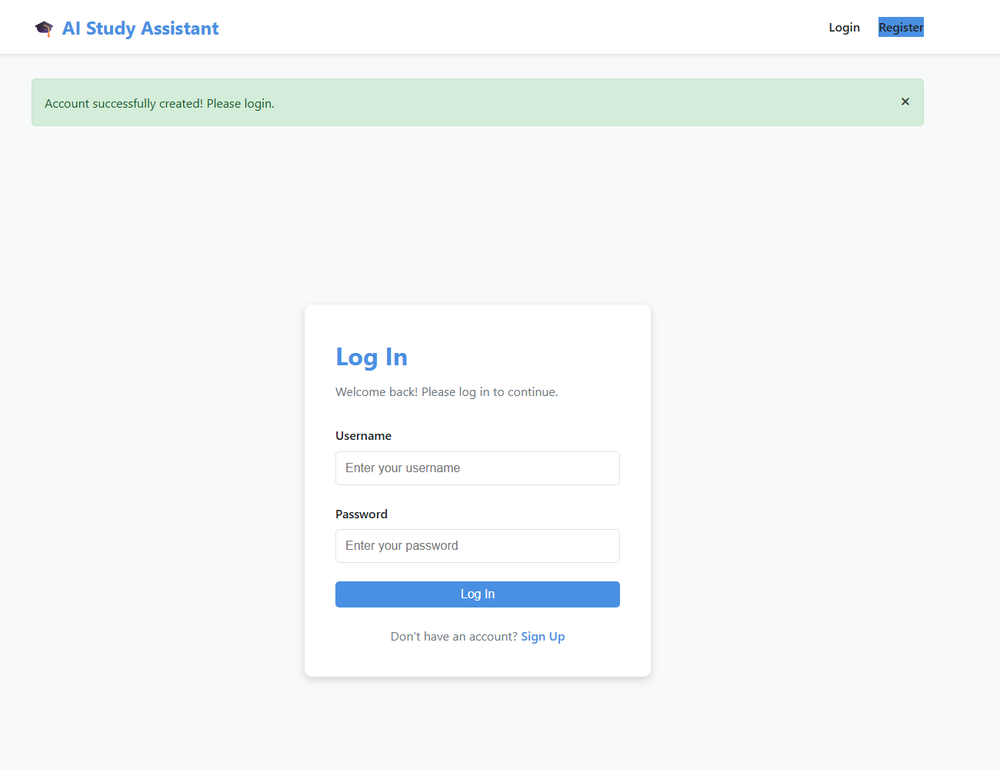 AI Study Assistant
Login
Register
Account successfully created! Please login.
×
Log In
Welcome back! Please log in to continue.
Username
Enter your username
Password
Enter your password
Log In
Don't have an account? Sign Up